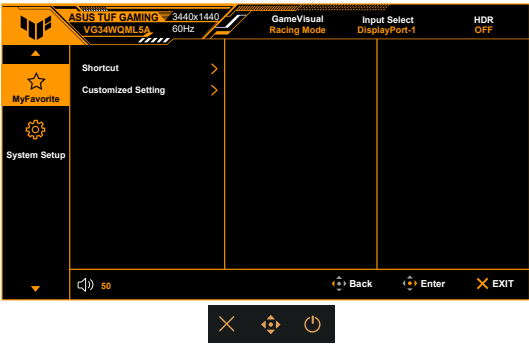 ASUS TUF GAMING 3440x1440 GameVisual Input Select HDR
VG34WQML5A 60Hz Racing Mode DisplayPort-1 OFF
MyFavorite
System Setup
Shortcut
Customized Setting
50 Back Enter EXIT